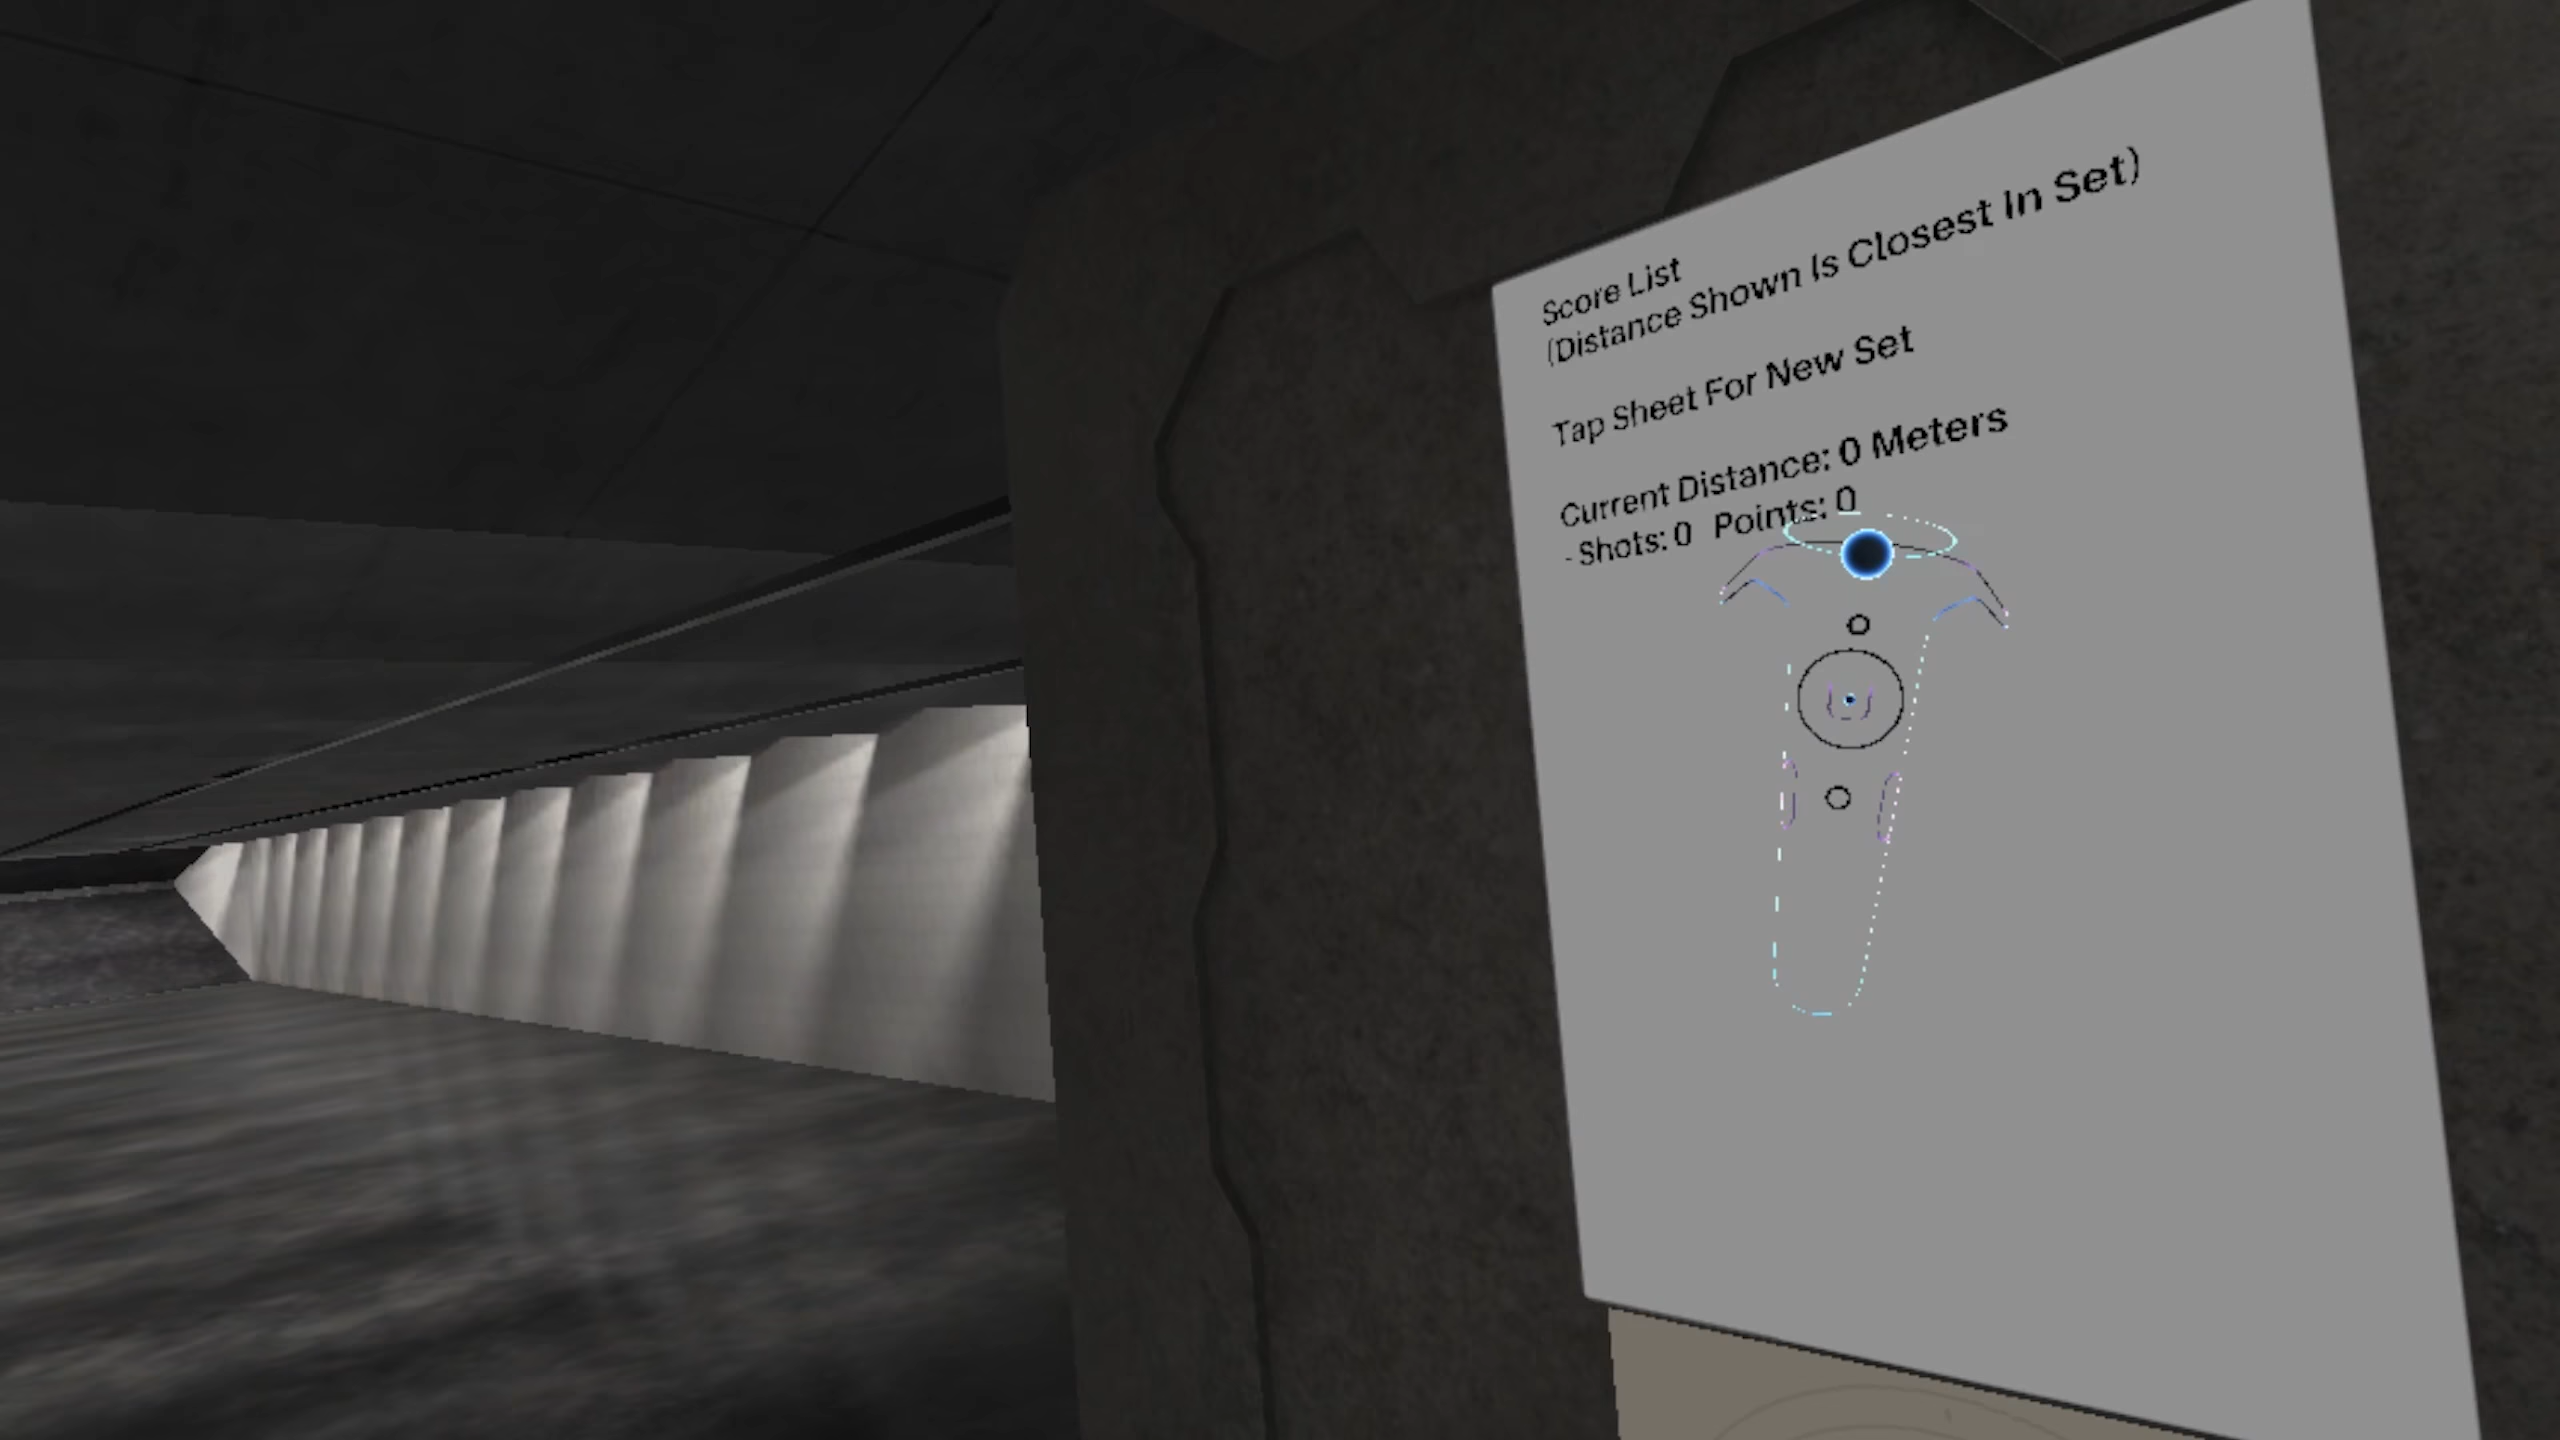 Score List
(Distance Shown Is Closest In Set)
Tap Sheet For New Set
Current Distance: 0 Meters
- Shots: 0 Points: 0